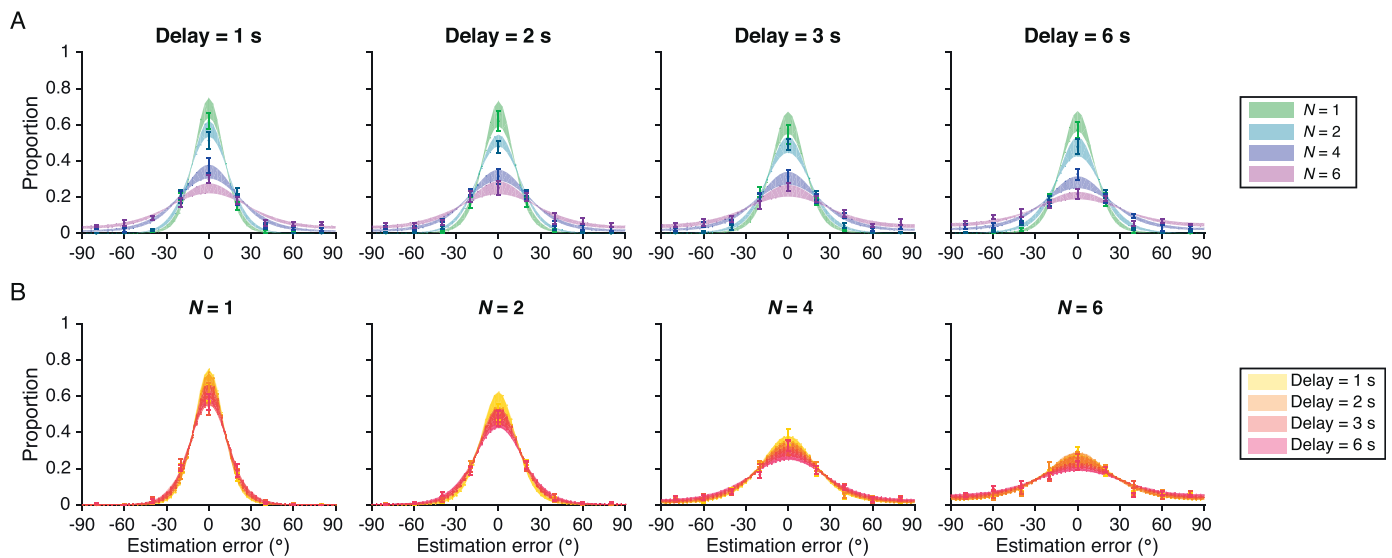 A
Delay = 1 s
Delay = 2 s
Delay = 3 s
Delay = 6 s
1
0.8
0.6
0.4
0.2
0
Proportion
-90 -60 -30 0 30 60 90
-90 -60 -30 0 30 60 90
-90 -60 -30 0 30 60 90
-90 -60 -30 0 30 60 90
N = 1
N = 2
N = 4
N = 6
B
N = 1
N = 2
N = 4
N = 6
1
0.8
0.6
0.4
0.2
0
Proportion
-90 -60 -30 0 30 60 90
-90 -60 -30 0 30 60 90
-90 -60 -30 0 30 60 90
-90 -60 -30 0 30 60 90
Estimation error (°)
Estimation error (°)
Estimation error (°)
Estimation error (°)
Delay = 1 s
Delay = 2 s
Delay = 3 s
Delay = 6 s